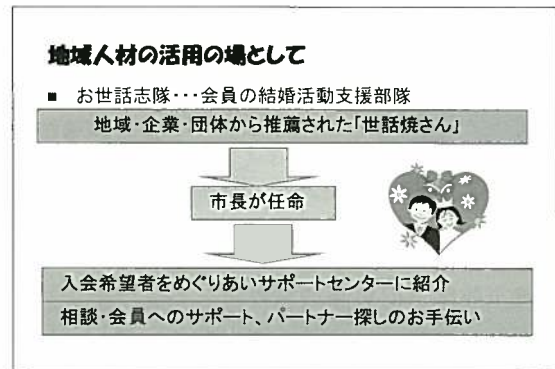 地域人材の活用の場として
■ お世話志隊･･･会員の結婚活動支援部隊
地域･企業･団体から推薦された｢世話焼さん｣
市長が任命
入会希望者をめぐりあいサポートセンターに紹介
相談･会員へのサポート、パートナー探しのお手伝い